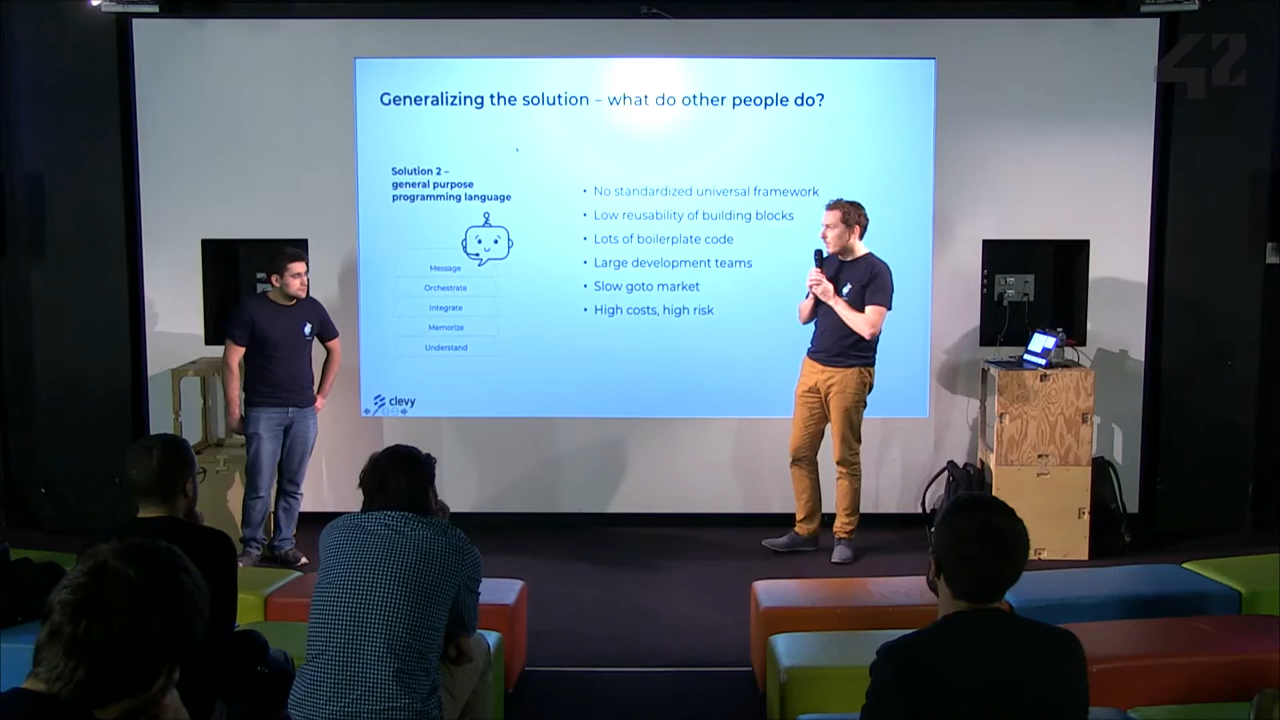 42
Generalizing the solution – what do other people do?
Solution 2 –
general purpose
programming language
Message
Orchestrate
Integrate
Memorize
Understand
• No standardized universal framework
• Low reusability of building blocks
• Lots of boilerplate code
• Large development teams
• Slow goto market
• High costs, high risk
clevy